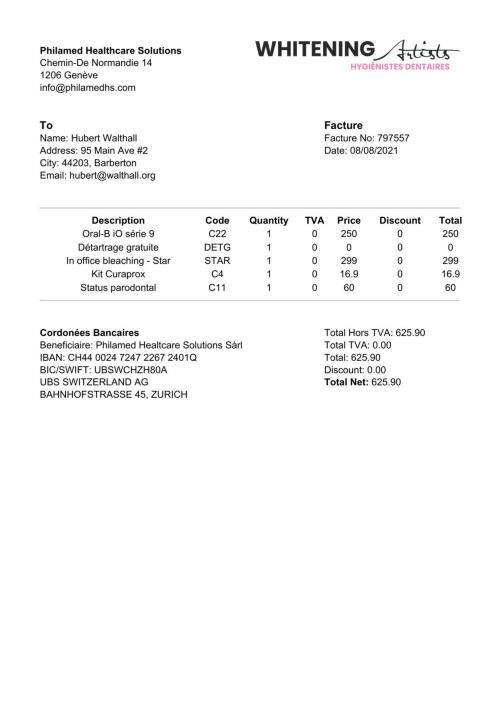 Philamed Healthcare Solutions
Chemin-De Normandie 14
1206 Genève
info@philamedhs.com
WHITENING Artists
HYGIÉNISTES DENTAIRES
To
Name: Hubert Walthall
Address: 95 Main Ave #2
City: 44203, Barberton
Email: hubert@walthall.org
Facture
Facture No: 797557
Date: 08/08/2021
Description Code Quantity TVA Price Discount Total
Oral-B iO série 9 C22 1 0 250 0 250
Détartrage gratuite DETG 1 0 0 0 0
In office bleaching - Star STAR 1 0 299 0 299
Kit Curaprox C4 1 0 16.9 0 16.9
Status parodontal C11 1 0 60 0 60
Cordonées Bancaires
Beneficiaire: Philamed Healtcare Solutions Sàrl
IBAN: CH44 0024 7247 2267 2401Q
BIC/SWIFT: UBSWCHZH80A
UBS SWITZERLAND AG
BAHNHOFSTRASSE 45, ZURICH
Total Hors TVA: 625.90
Total TVA: 0.00
Total: 625.90
Discount: 0.00
Total Net: 625.90